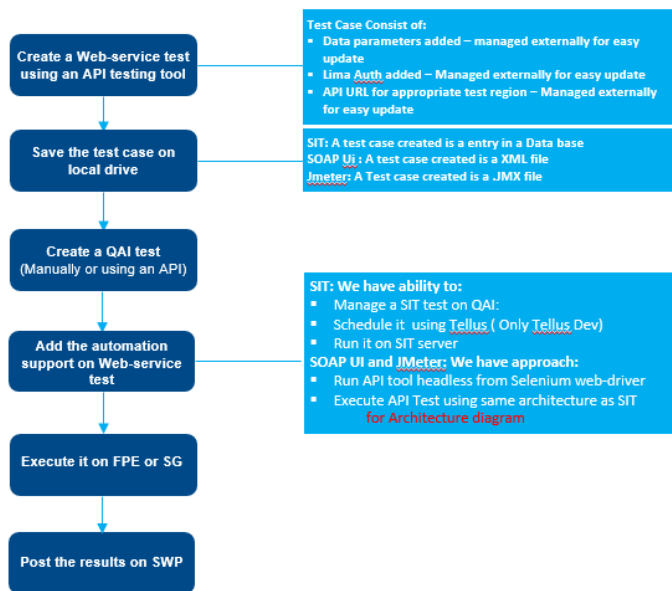 Create a Web-service test
using an API testing tool
Test Case Consist of:
▪ Data parameters added – managed externally for easy
update
▪ Lima Auth added – Managed externally for easy update
▪ API URL for appropriate test region – Managed externally
for easy update
Save the test case on
local drive
SIT: A test case created is a entry in a Data base
SOAP Ui : A test case created is a XML file
Jmeter: A Test case created is a .JMX file
Create a QAI test
(Manually or using an API)
Add the automation
support on Web-service
test
SIT: We have ability to:
▪ Manage a SIT test on QAI:
▪ Schedule it using Tellus ( Only Tellus Dev)
▪ Run it on SIT server
SOAP UI and JMeter: We have approach:
▪ Run API tool headless from Selenium web-driver
▪ Execute API Test using same architecture as SIT
for Architecture diagram
Execute it on FPE or SG
Post the results on SWP